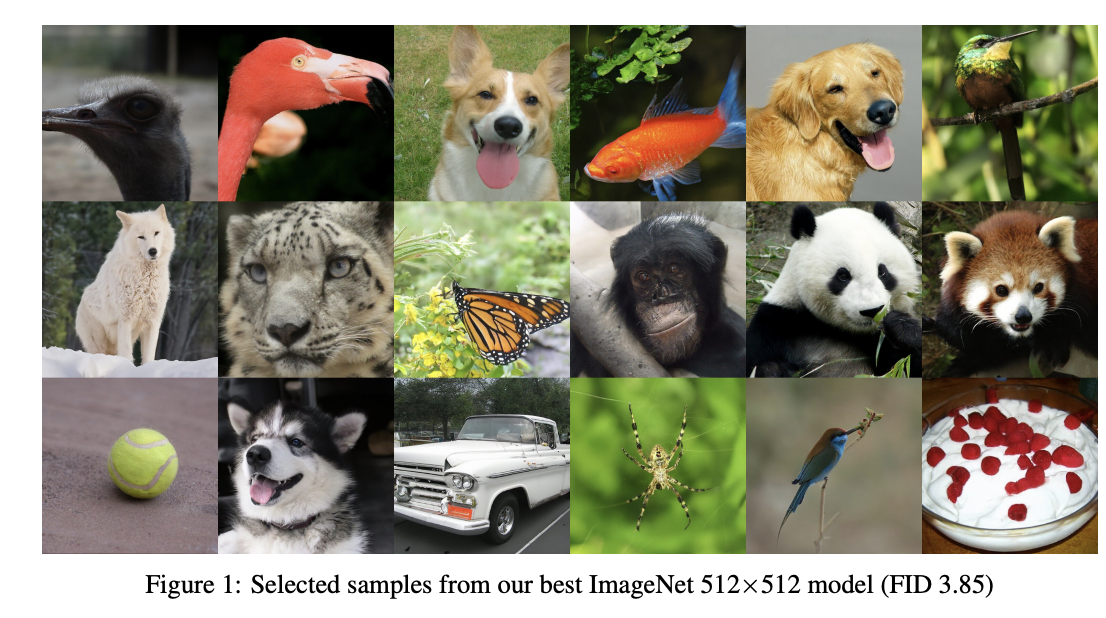 Figure 1: Selected samples from our best ImageNet 512×512 model (FID 3.85)